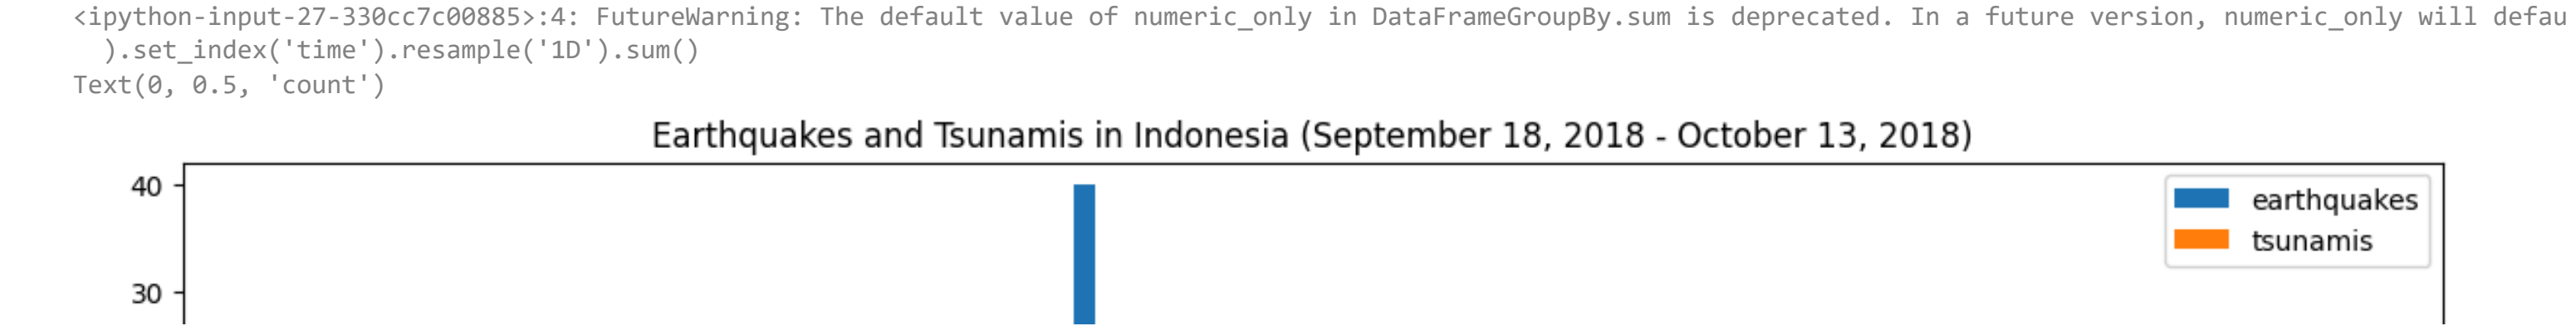 <ipython-input-27-330cc7c00885>:4: FutureWarning: The default value of numeric_only in DataFrameGroupBy.sum is deprecated. In a future version, numeric_only will defau
).set_index('time').resample('1D').sum()
Text(0, 0.5, 'count')
Earthquakes and Tsunamis in Indonesia (September 18, 2018 - October 13, 2018)
40
earthquakes
tsunamis
30